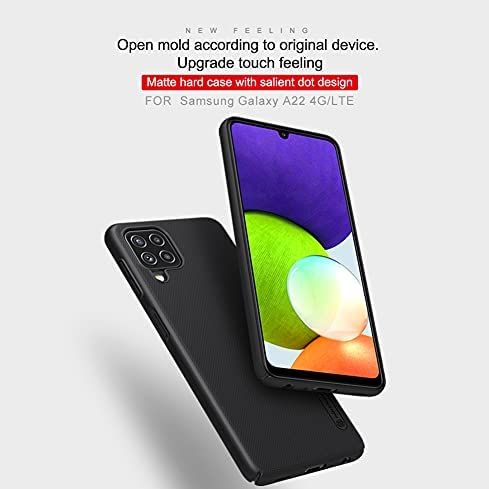 NEW FEELING
Open mold according to original device.
Upgrade touch feeling
Matte hard case with salient dot design
FOR Samsung Galaxy A22 4G/LTE